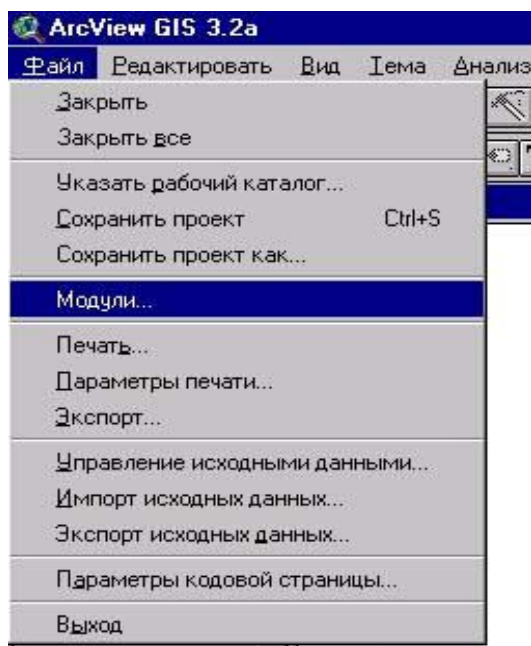 ArcView GIS 3.2a
Файл Редактировать Вид Тема Анализ
Закрыть
Закрыть все
Указать рабочий каталог...
Сохранить проект Ctrl+S
Сохранить проект как...
Модули...
Печать...
Параметры печати...
Экспорт...
Управление исходными данными...
Импорт исходных данных...
Экспорт исходных данных...
Параметры кодовой страницы...
Выход